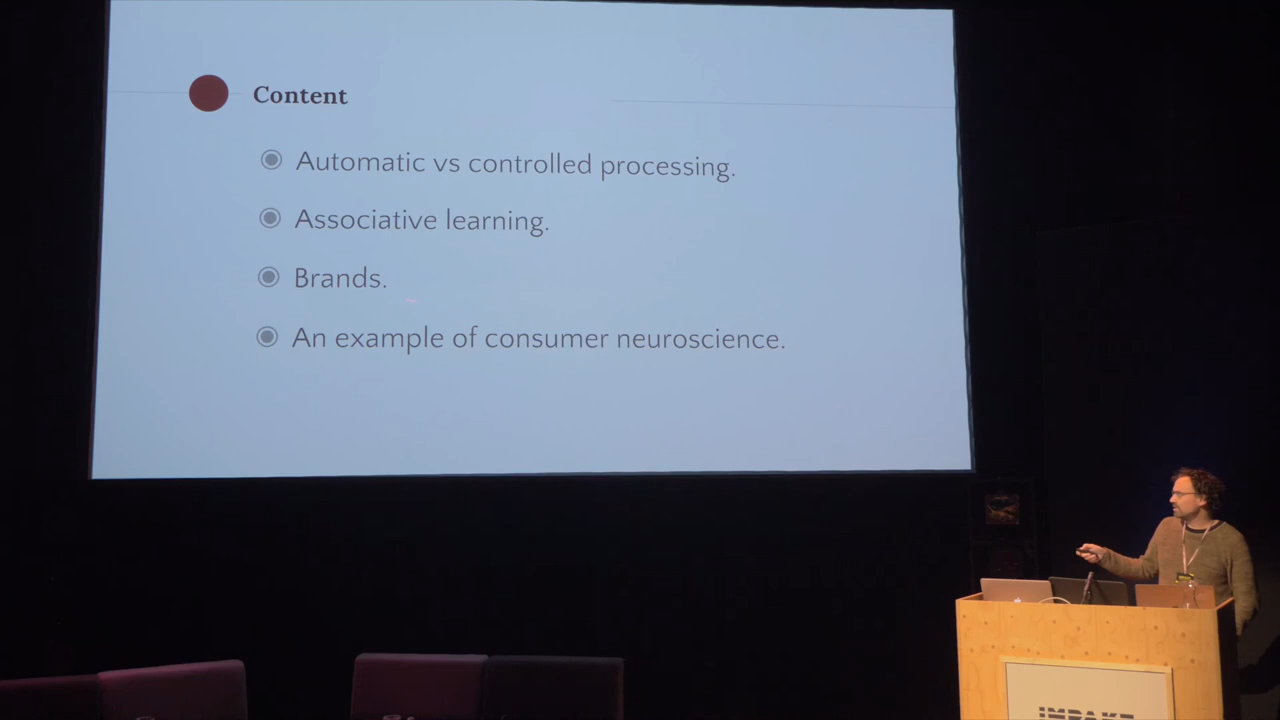 Content
Automatic vs controlled processing.
Associative learning.
Brands.
An example of consumer neuroscience.